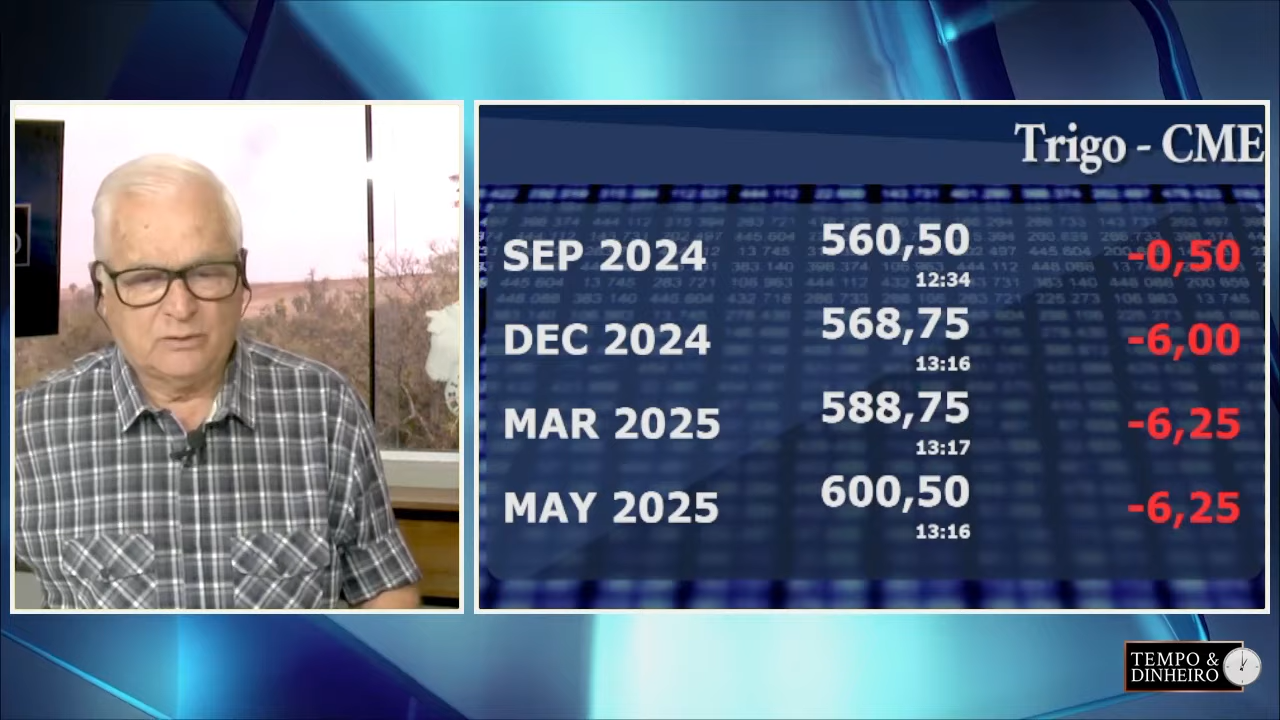 Trigo - CME
SEP 2024 560,50 -0,50
12:34
DEC 2024 568,75 -6,00
13:16
MAR 2025 588,75 -6,25
13:17
MAY 2025 600,50 -6,25
13:16
TEMPO &
DINHEIRO